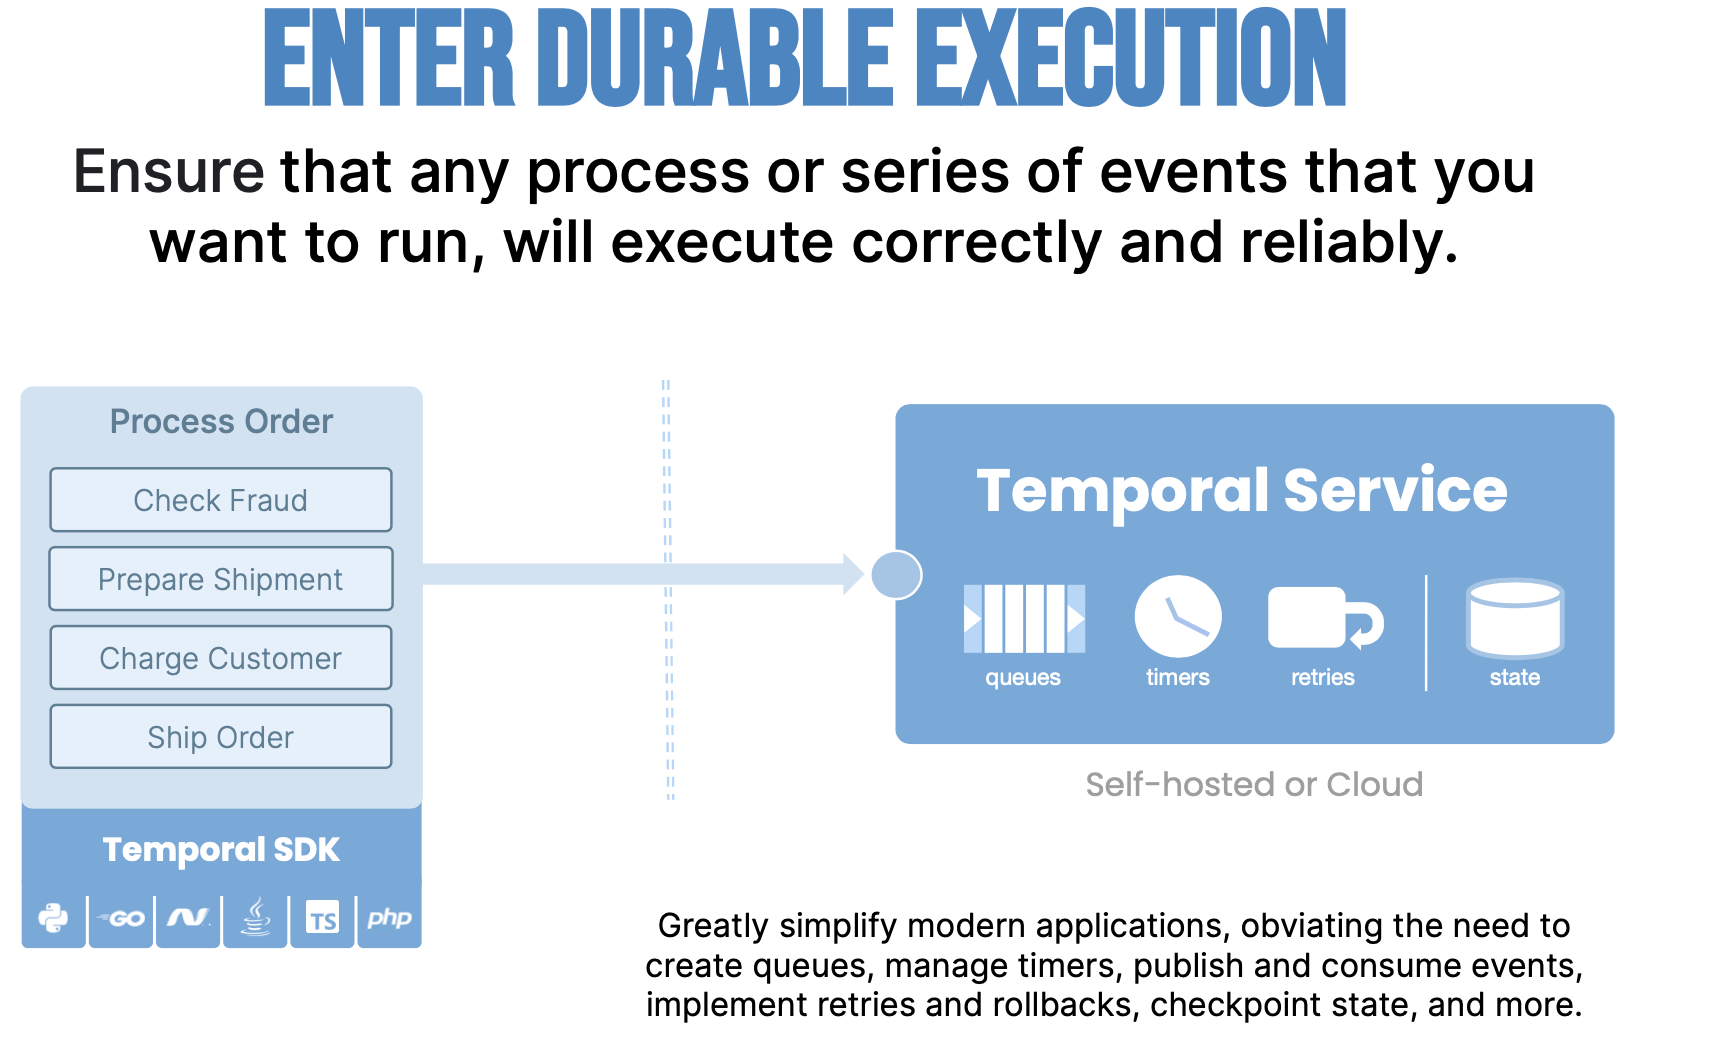 ENTER DURABLE EXECUTION
Ensure that any process or series of events that you
want to run, will execute correctly and reliably.
Process Order
Check Fraud
Prepare Shipment
Charge Customer
Ship Order
Temporal SDK
GO
TS
php
Temporal Service
queues
timers
retries
state
Self-hosted or Cloud
Greatly simplify modern applications, obviating the need to
create queues, manage timers, publish and consume events,
implement retries and rollbacks, checkpoint state, and more.